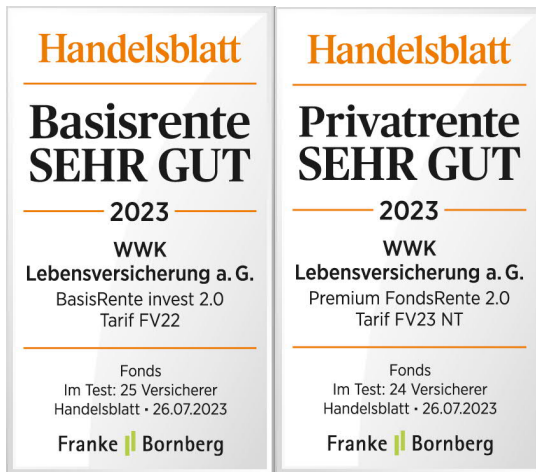 Handelsblatt
Basisrente
SEHR GUT
2023
WWK
Lebensversicherung a. G.
BasisRente invest 2.0
Tarif FV22
Fonds
Im Test: 25 Versicherer
Handelsblatt • 26.07.2023
Franke Bornberg
Handelsblatt
Privatrente
SEHR GUT
2023
WWK
Lebensversicherung a. G.
Premium FondsRente 2.0
Tarif FV23 NT
Fonds
Im Test: 24 Versicherer
Handelsblatt • 26.07.2023
Franke Bornberg